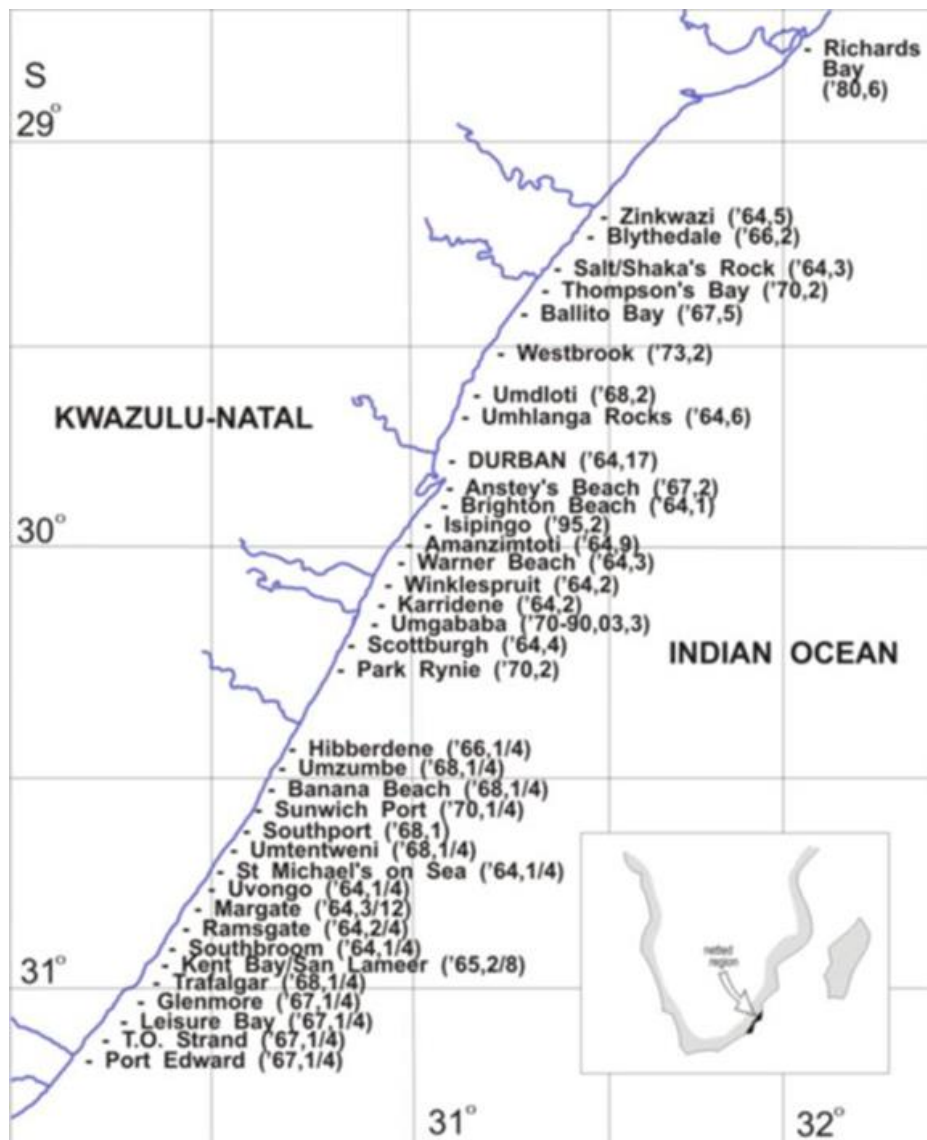 Richards
Bay
('80,6)
S
29°
Zinkwazi ('64,5)
Blythedale ('66,2)
Salt/Shaka's Rock ('64,3)
Thompson's Bay ('70,2)
Ballito Bay ('67,5)
Westbrook ('73,2)
Umdloti ('68,2)
KWAZULU-NATAL
Umhlanga Rocks ('64,6)
DURBAN ('64,17)
Anstey's Beach ('67,2)
Brighton Beach ('64,1)
Isipingo ('95,2)
30°
Amanzimtoti ('64,9)
Warner Beach ('64,3)
Winklespruit ('64,2)
Karridene ('64,2)
Umgababa ('70-90,03,3)
Scottburgh ('64,4)
INDIAN OCEAN
Park Rynie ('70,2)
Hibberdene ('66,1/4)
Umzumbe ('68,1/4)
Banana Beach ('68,1/4)
Sunwich Port ('70,1/4)
Southport ('68,1)
Umtentweni ('68,1/4)
St Michael's on Sea ('64,1/4)
Uvongo ('64,1/4)
Margate ('64,3/12)
Ramsgate ('64,2/4)
Southbroom ('64,1/4)
31°
Kent Bay/San Lameer ('65,2/8)
Trafalgar ('68,1/4)
Glenmore ('67,1/4)
Leisure Bay ('67,1/4)
T.O. Strand ('67,1/4)
Port Edward ('67,1/4)
netted
region
31°
32°